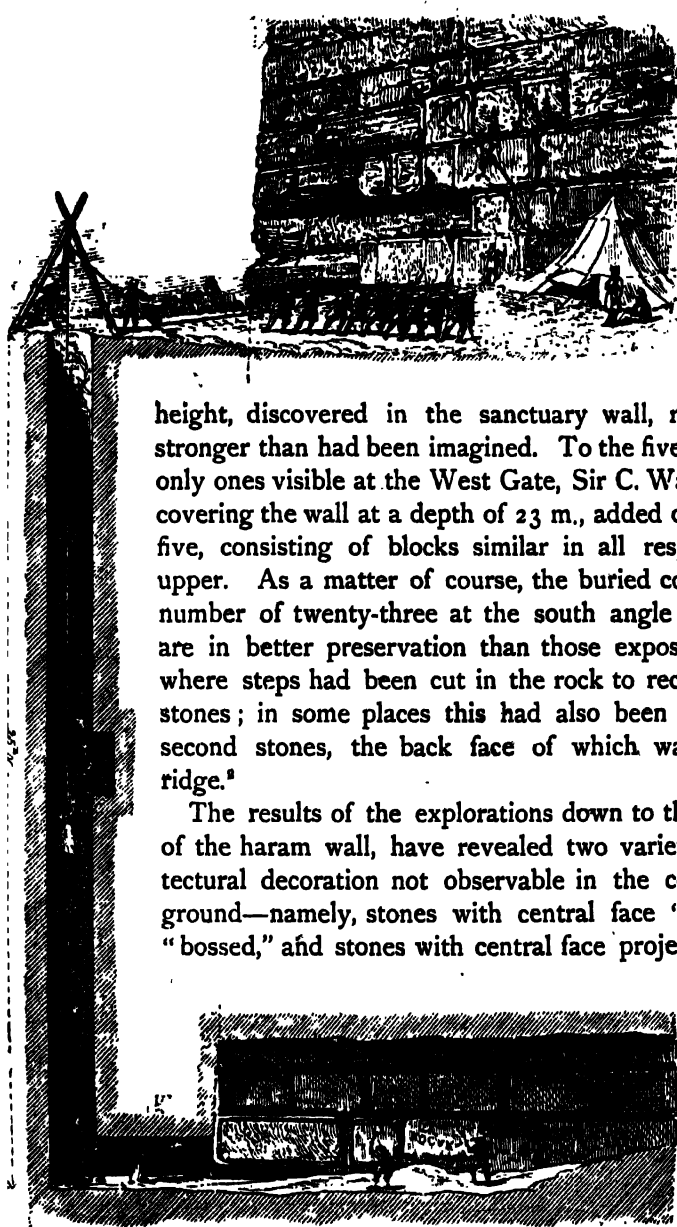 height, discovered in the sanctuary wall,
stronger than had been imagined. To the five
only ones visible at the West Gate, Sir C. Wa
covering the wall at a depth of 23 m., added
five, consisting of blocks similar in all res
upper. As a matter of course, the buried co
number of twenty-three at the south angle
are in better preservation than those expos
where steps had been cut in the rock to rec
stones; in some places this had also been
second stones, the back face of which wa
ridge.²
The results of the explorations down to th
of the haram wall, have revealed two varie
tectural decoration not observable in the c
ground—namely, stones with central face "
"bossed," and stones with central face proje